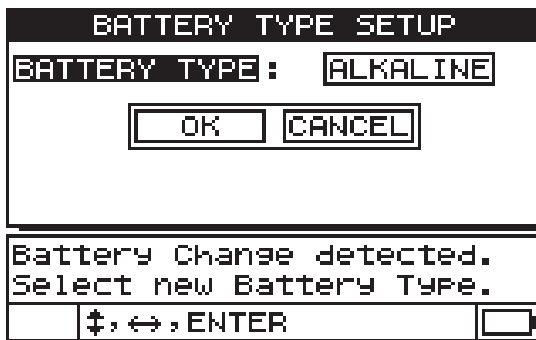 BATTERY TYPE SETUP
BATTERY TYPE: ALKALINE
OK CANCEL
Battery Change detected.
Select new Battery Type.
↕,↔,ENTER